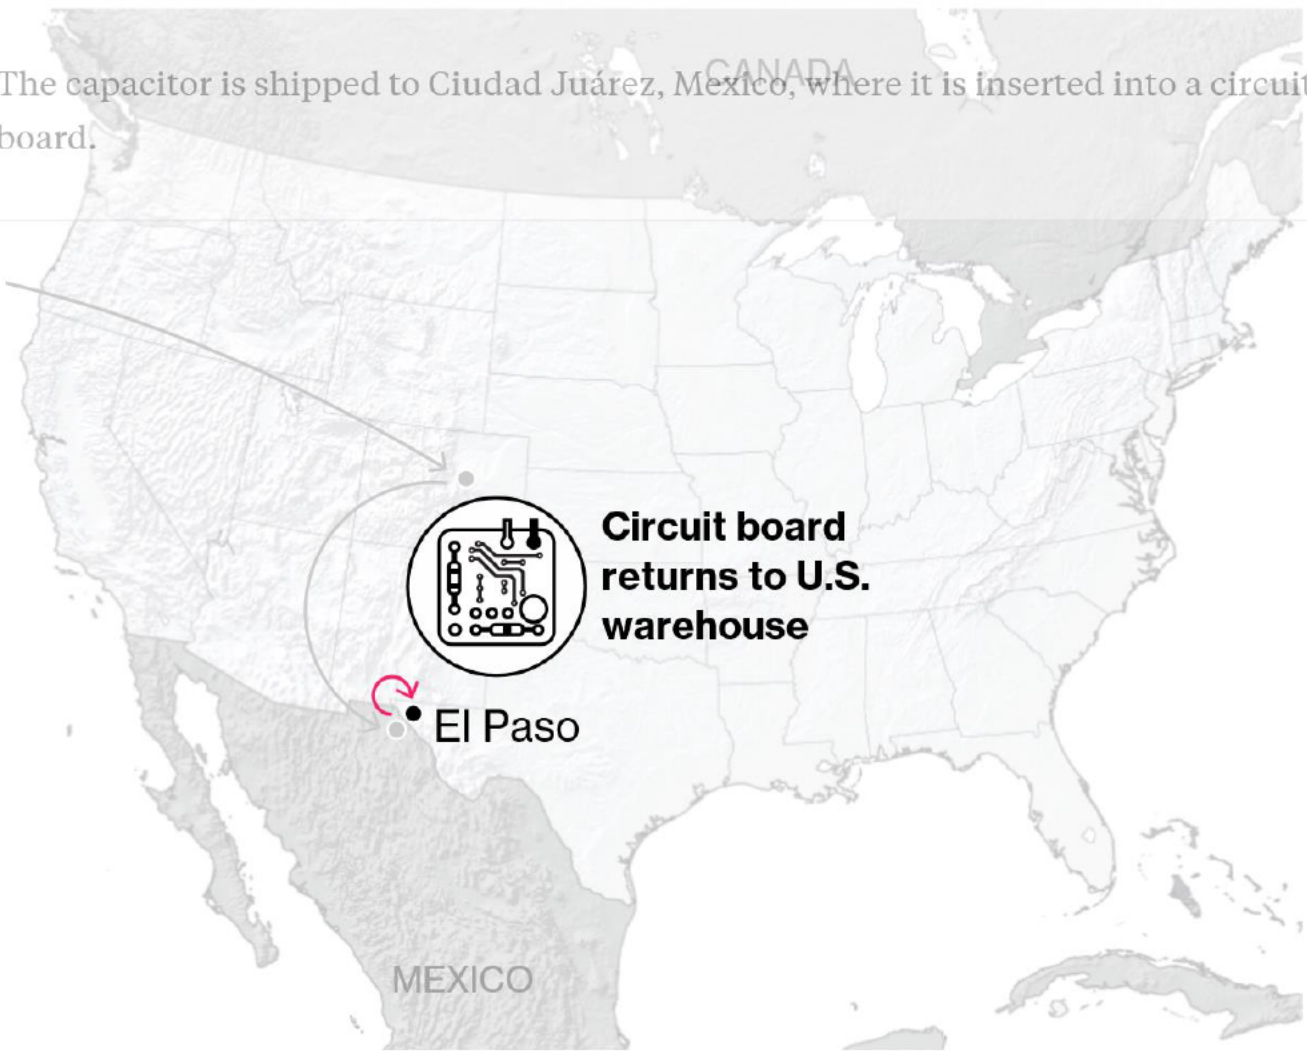 CANADA
The capacitor is shipped to Ciudad Juárez, Mexico, where it is inserted into a circuit
board.
Circuit board
returns to U.S.
warehouse
El Paso
MEXICO